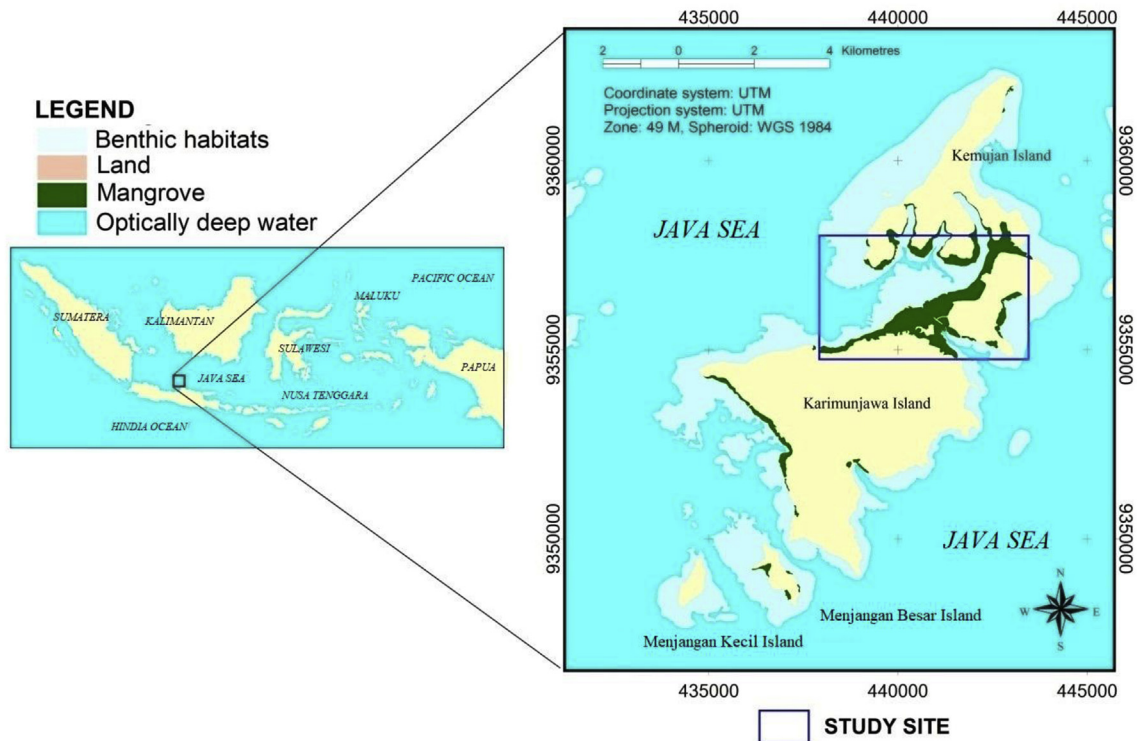 LEGEND
Benthic habitats
Land
Mangrove
Optically deep water
PACIFIC OCEAN
MALUKU
SUMATERA
KALIMANTAN
SULAWESI
PAPUA
JAVA SEA
NUSA TENGGARA
HINDIA OCEAN
435000 440000 445000
2 0 2 4 Kilometres
Coordinate system: UTM
Projection system: UTM
Zone: 49 M, Spheroid: WGS 1984
Kemujan Island
9360000 9360000
JAVA SEA
9355000 9355000
Karimunjawa Island
9350000 9350000
JAVA SEA
N
W E
S
Menjangan Besar Island
Menjangan Kecil Island
435000 440000 445000
STUDY SITE